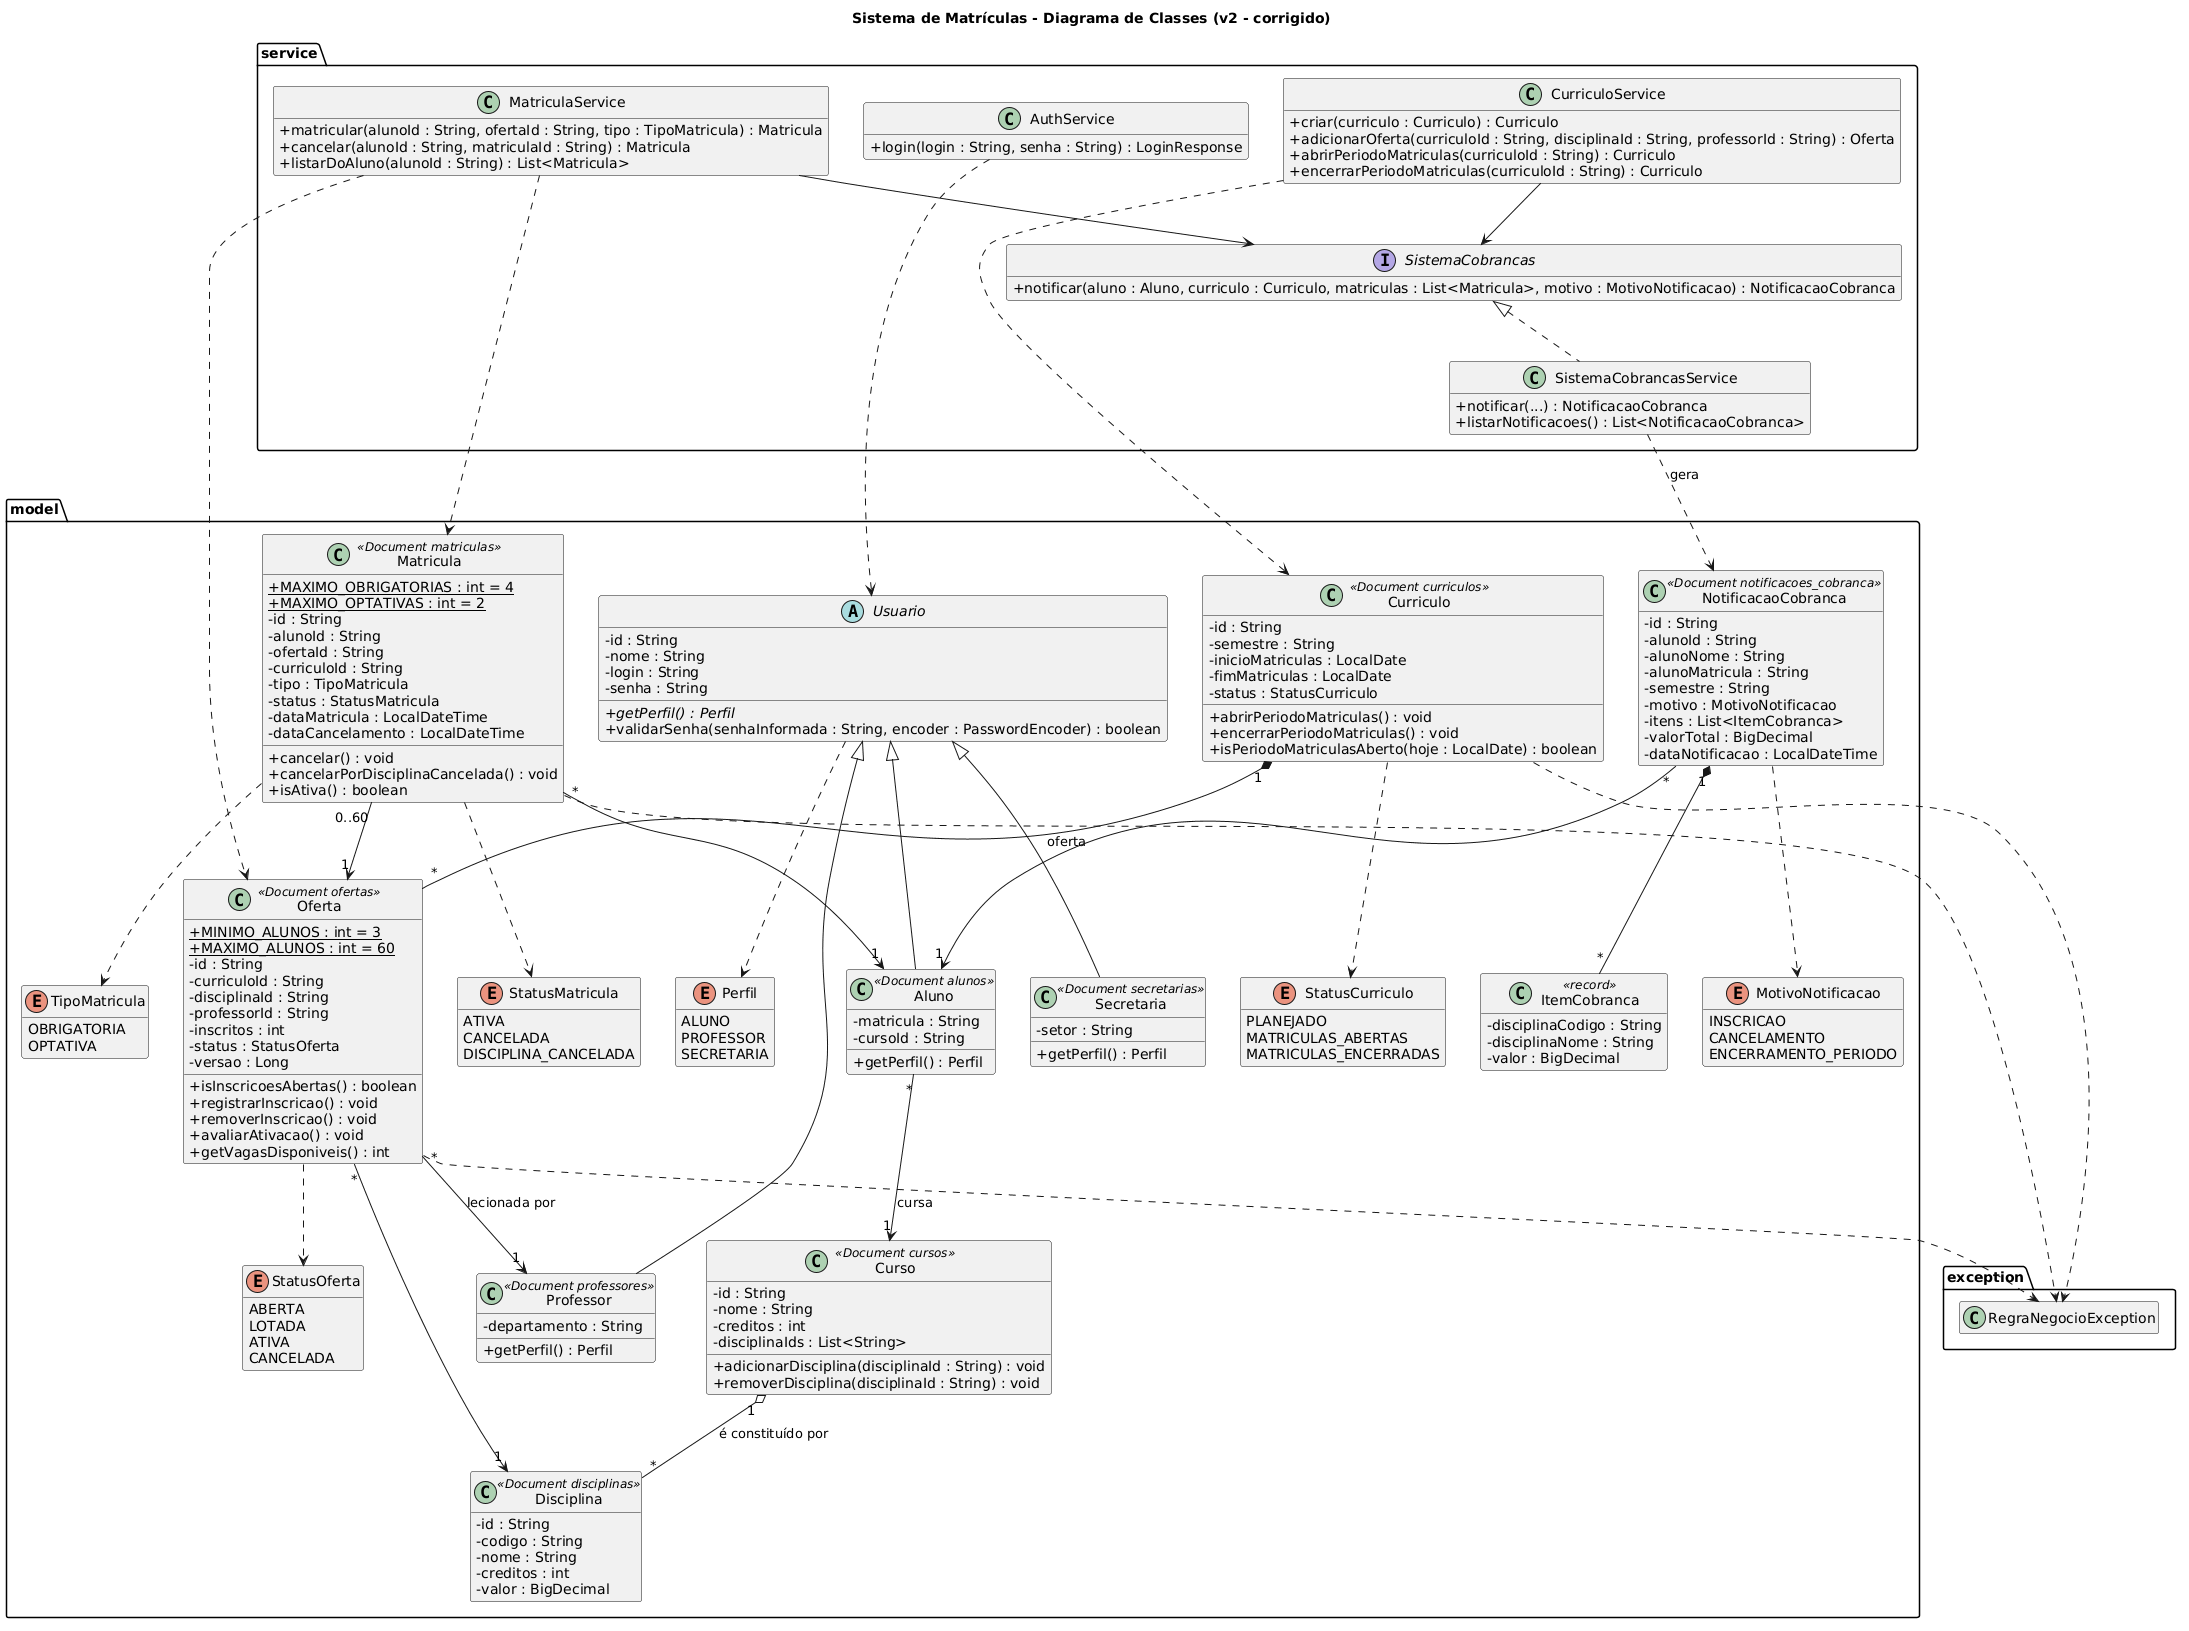 Sistema de Matrículas - Diagrama de Classes (v2 - corrigido)
service
MatriculaService
+matricular(alunoId : String, ofertaId : String, tipo : TipoMatricula) : Matricula
+cancelar(alunoId : String, matriculaId : String) : Matricula
+listarDoAluno(alunoId : String) : List<Matricula>
AuthService
+login(login : String, senha : String) : LoginResponse
CurriculoService
+criar(curriculo : Curriculo) : Curriculo
+adicionarOferta(curriculoId : String, disciplinaId : String, professorId : String) : Oferta
+abrirPeriodoMatriculas(curriculoId : String) : Curriculo
+encerrarPeriodoMatriculas(curriculoId : String) : Curriculo
SistemaCobrancas
+notificar(aluno : Aluno, curriculo : Curriculo, matriculas : List<Matricula>, motivo : MotivoNotificacao) : NotificacaoCobranca
SistemaCobrancasService
+notificar(...) : NotificacaoCobranca
+listarNotificacoes() : List<NotificacaoCobranca>
gera
model
«Document matriculas»
Matricula
+MAXIMO_OBRIGATORIAS : int = 4
+MAXIMO_OPTATIVAS : int = 2
-id : String
-alunoId : String
-ofertaId : String
-curriculoId : String
-tipo : TipoMatricula
-status : StatusMatricula
-dataMatricula : LocalDateTime
-dataCancelamento : LocalDateTime
+cancelar() : void
+cancelarPorDisciplinaCancelada() : void
+isAtiva() : boolean
Usuario
-id : String
-nome : String
-login : String
-senha : String
+getPerfil() : Perfil
+validarSenha(senhaInformada : String, encoder : PasswordEncoder) : boolean
«Document curriculos»
Curriculo
-id : String
-semestre : String
-inicioMatriculas : LocalDate
-fimMatriculas : LocalDate
-status : StatusCurriculo
+abrirPeriodoMatriculas() : void
+encerrarPeriodoMatriculas() : void
+isPeriodoMatriculasAberto(hoje : LocalDate) : boolean
«Document notificacoes_cobranca»
NotificacaoCobranca
-id : String
-alunoId : String
-alunoNome : String
-alunoMatricula : String
-semestre : String
-motivo : MotivoNotificacao
-itens : List<ItemCobranca>
-valorTotal : BigDecimal
-dataNotificacao : LocalDateTime
0..60
*
1
*
1
oferta
1
*
1
1
*
«Document ofertas»
Oferta
+MINIMO_ALUNOS : int = 3
+MAXIMO_ALUNOS : int = 60
-id : String
-curriculoId : String
-disciplinaId : String
-professorId : String
-inscritos : int
-status : StatusOferta
-versao : Long
+isInscricoesAbertas() : boolean
+registrarInscricao() : void
+removerInscricao() : void
+avaliarAtivacao() : void
+getVagasDisponiveis() : int
TipoMatricula
OBRIGATORIA
OPTATIVA
StatusMatricula
ATIVA
CANCELADA
DISCIPLINA_CANCELADA
Perfil
ALUNO
PROFESSOR
SECRETARIA
«Document alunos»
Aluno
-matricula : String
-cursoId : String
+getPerfil() : Perfil
«Document secretarias»
Secretaria
-setor : String
+getPerfil() : Perfil
StatusCurriculo
PLANEJADO
MATRICULAS_ABERTAS
MATRICULAS_ENCERRADAS
*
«record»
ItemCobranca
-disciplinaCodigo : String
-disciplinaNome : String
-valor : BigDecimal
MotivoNotificacao
INSCRICAO
CANCELAMENTO
ENCERRAMENTO_PERIODO
*
*
*
lecionada por
cursa
1
1
StatusOferta
ABERTA
LOTADA
ATIVA
CANCELADA
«Document professores»
Professor
-departamento : String
+getPerfil() : Perfil
«Document cursos»
Curso
-id : String
-nome : String
-creditos : int
-disciplinaIds : List<String>
+adicionarDisciplina(disciplinaId : String) : void
+removerDisciplina(disciplinaId : String) : void
exception
RegraNegocioException
1
é constituído por
1
*
«Document disciplinas»
Disciplina
-id : String
-codigo : String
-nome : String
-creditos : int
-valor : BigDecimal